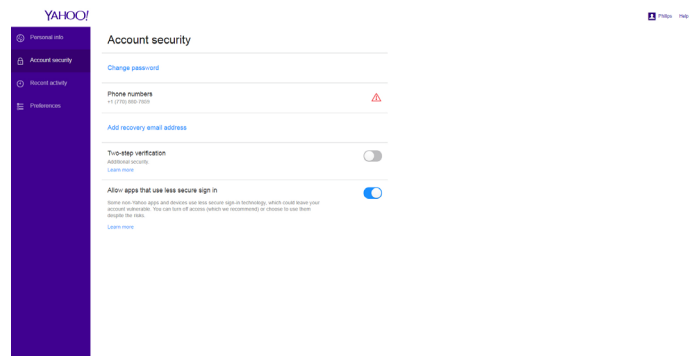 YAHOO!
Philips Help
Personal info
Account security
Recent activity
Preferences
Account security
Change password
Phone numbers
+1 (770)
Add recovery email address
Two-step verification
Additional security.
Learn more
Allow apps that use less secure sign in
Some non-Yahoo apps and devices use less secure sign-in technology, which could leave your
account vulnerable. You can turn off access (which we recommend) or choose to use them
despite the risks.
Learn more